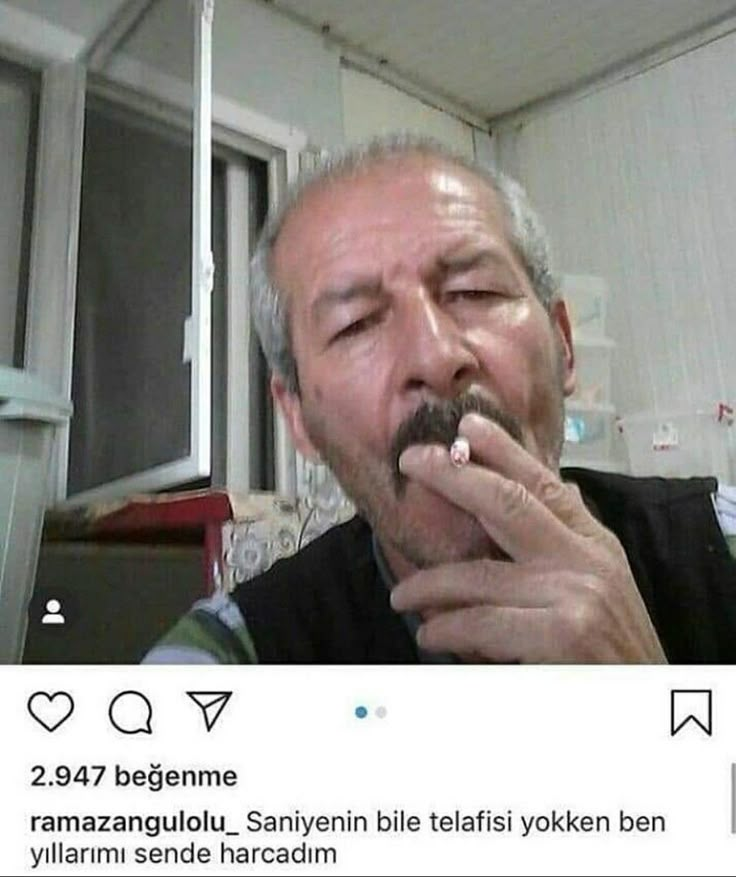 2.947 beğenme
ramazangulolu_ Saniyenin bile telafisi yokken ben
yıllarımı sende harcadım